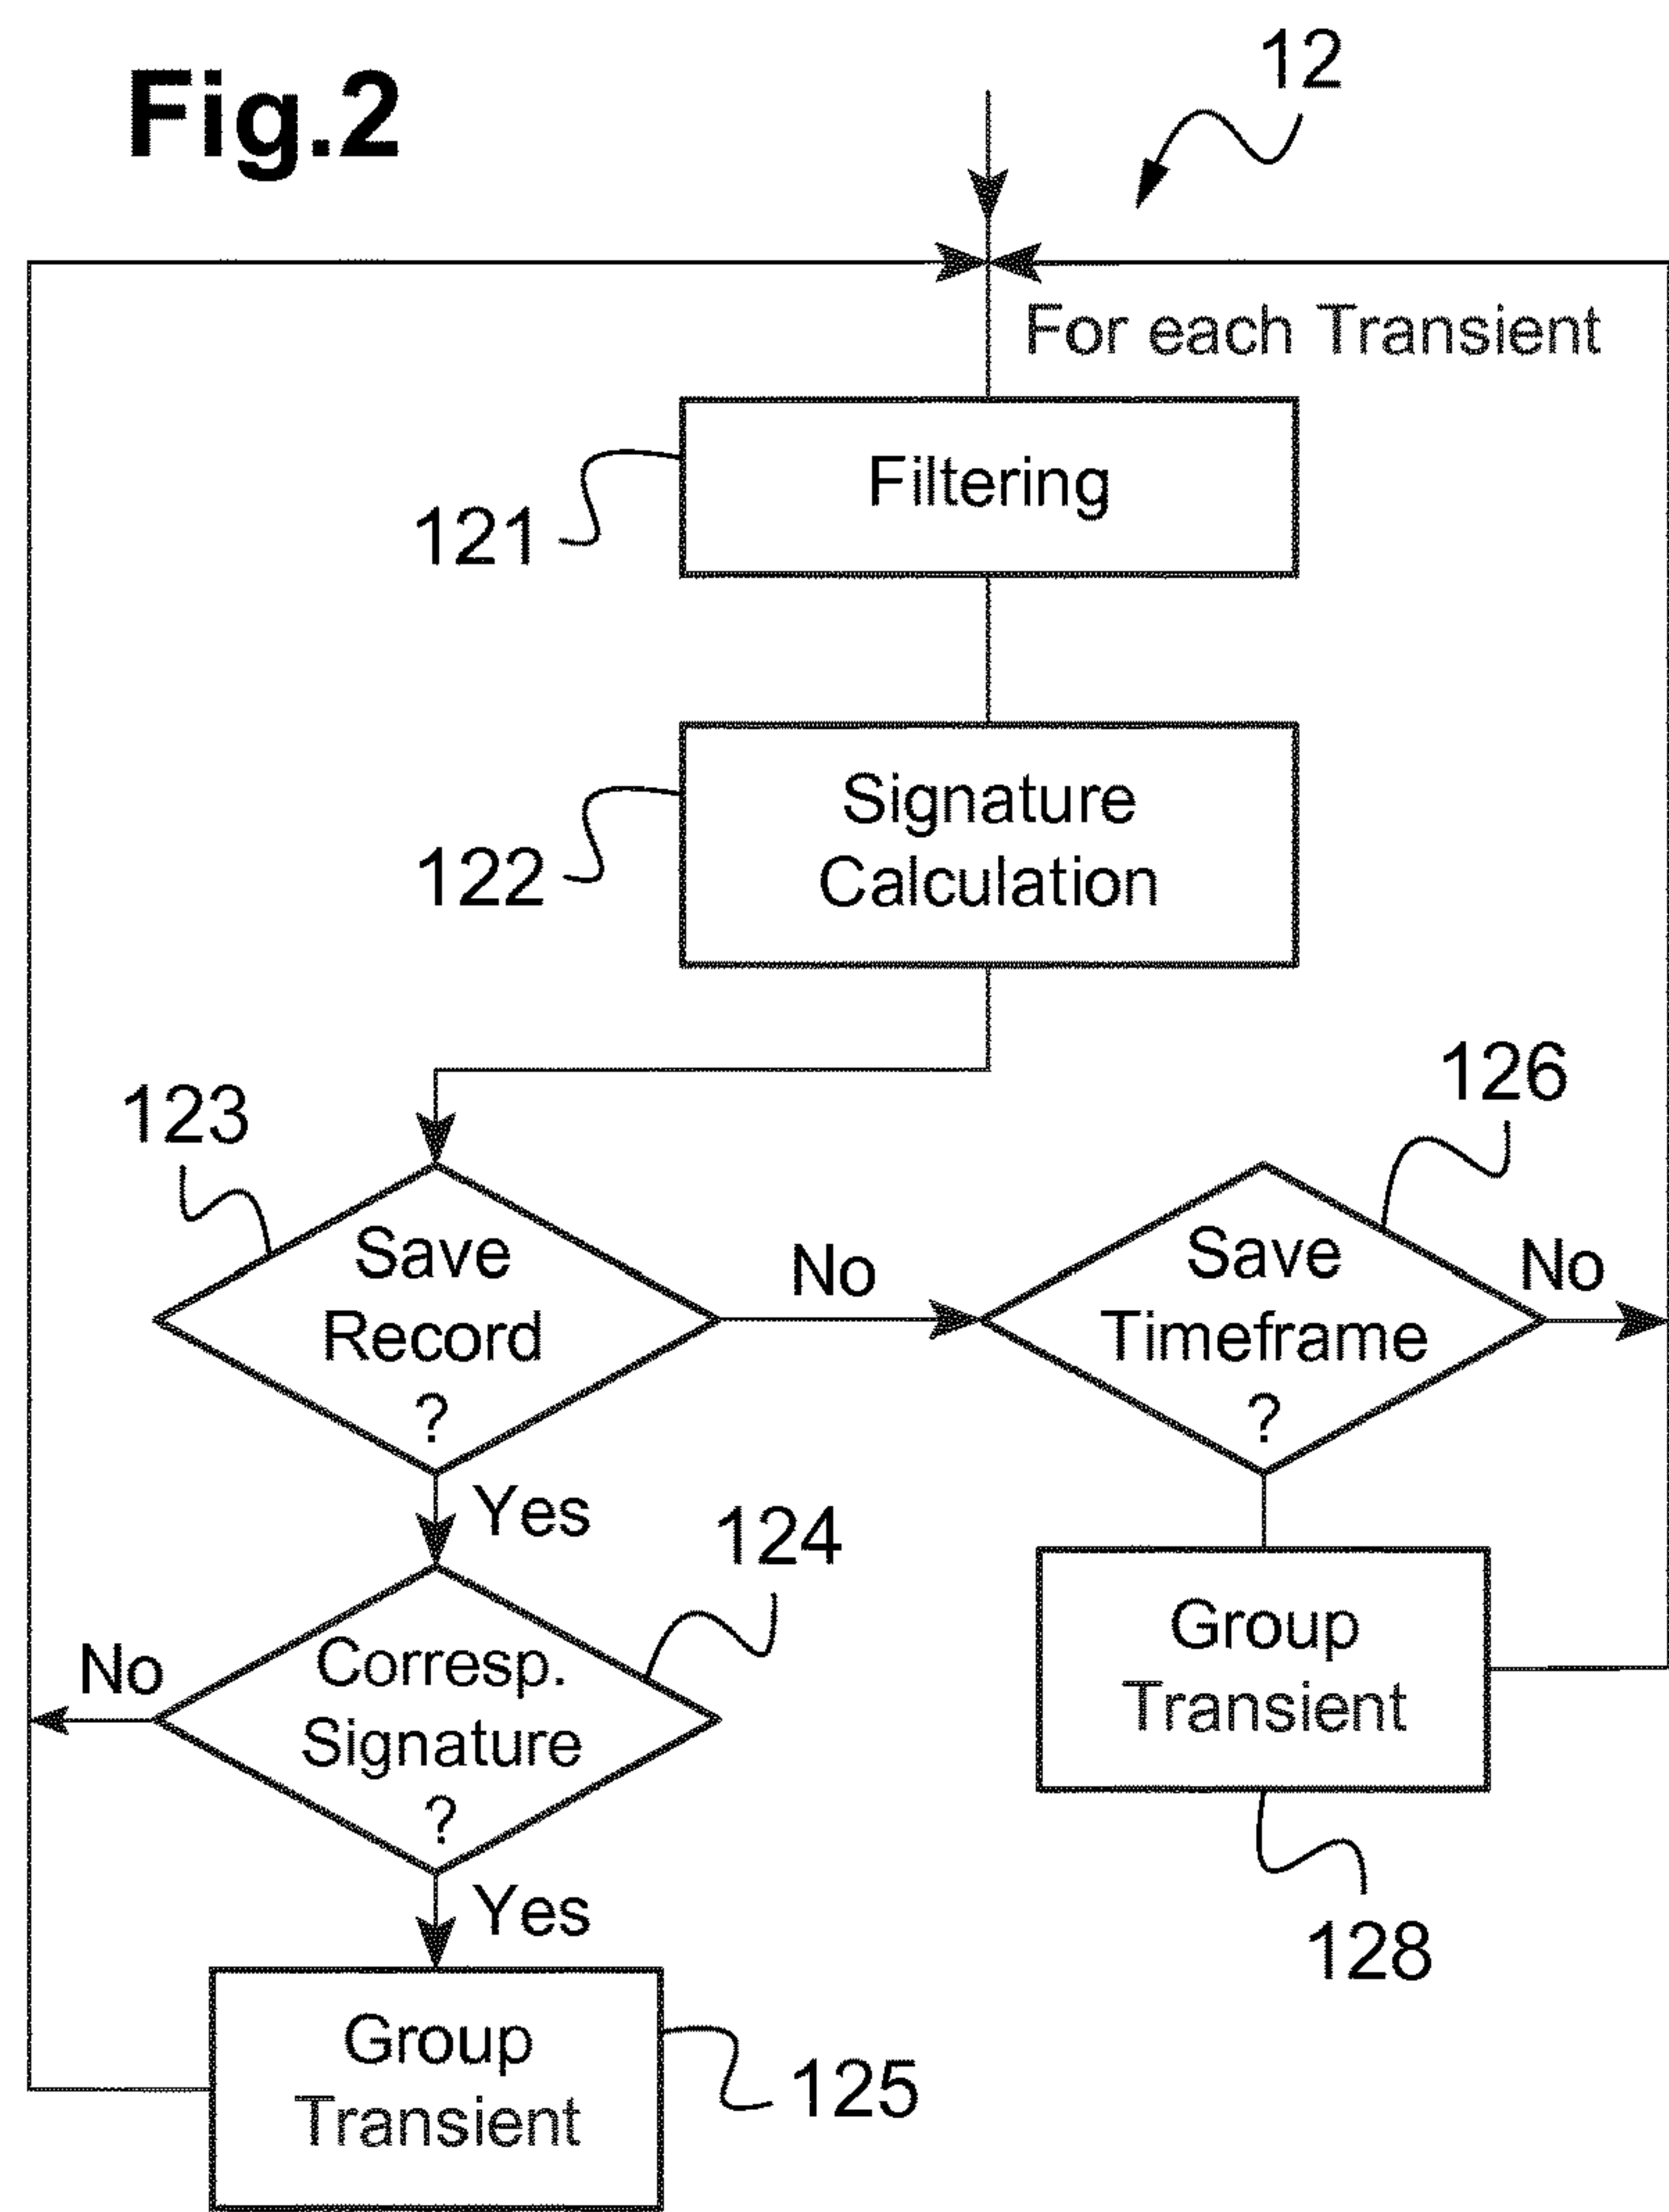 Fig.2
12
For each Transient
Filtering
121
Signature
Calculation
122
123
126
Save
Record
?
No
Save
Timeframe
?
No
Yes
124
No
Corresp.
Signature
?
Group
Transient
128
Yes
Group
Transient
125